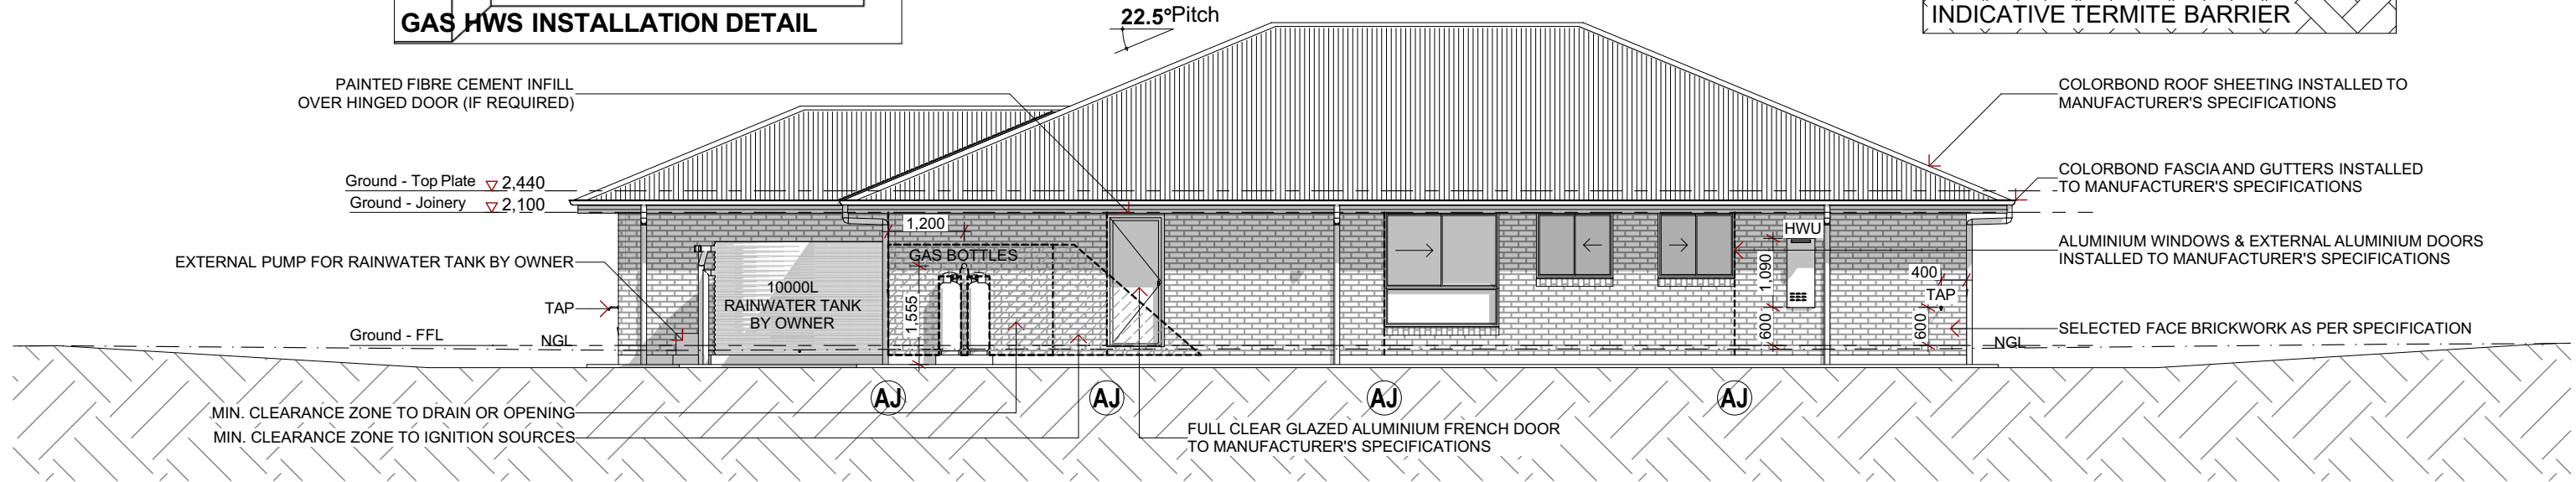 GAS HWS INSTALLATION DETAIL
22.5° Pitch
INDICATIVE TERMITE BARRIER
PAINTED FIBRE CEMENT INFILL
OVER HINGED DOOR (IF REQUIRED)
COLORBOND ROOF SHEETING INSTALLED TO
MANUFACTURER'S SPECIFICATIONS
Ground - Top Plate 2,440
Ground - Joinery 2,100
COLORBOND FASCIA AND GUTTERS INSTALLED
TO MANUFACTURER'S SPECIFICATIONS
1,200
HWU
GAS BOTTLES
ALUMINIUM WINDOWS & EXTERNAL ALUMINIUM DOORS
INSTALLED TO MANUFACTURER'S SPECIFICATIONS
EXTERNAL PUMP FOR RAINWATER TANK BY OWNER
1,090
400
10000L
RAINWATER TANK
BY OWNER
TAP
TAP
1,555
600
600
SELECTED FACE BRICKWORK AS PER SPECIFICATION
Ground - FFL
NGL
NGL
AJ
AJ
AJ
AJ
MIN. CLEARANCE ZONE TO DRAIN OR OPENING
MIN. CLEARANCE ZONE TO IGNITION SOURCES
FULL CLEAR GLAZED ALUMINIUM FRENCH DOOR
TO MANUFACTURER'S SPECIFICATIONS